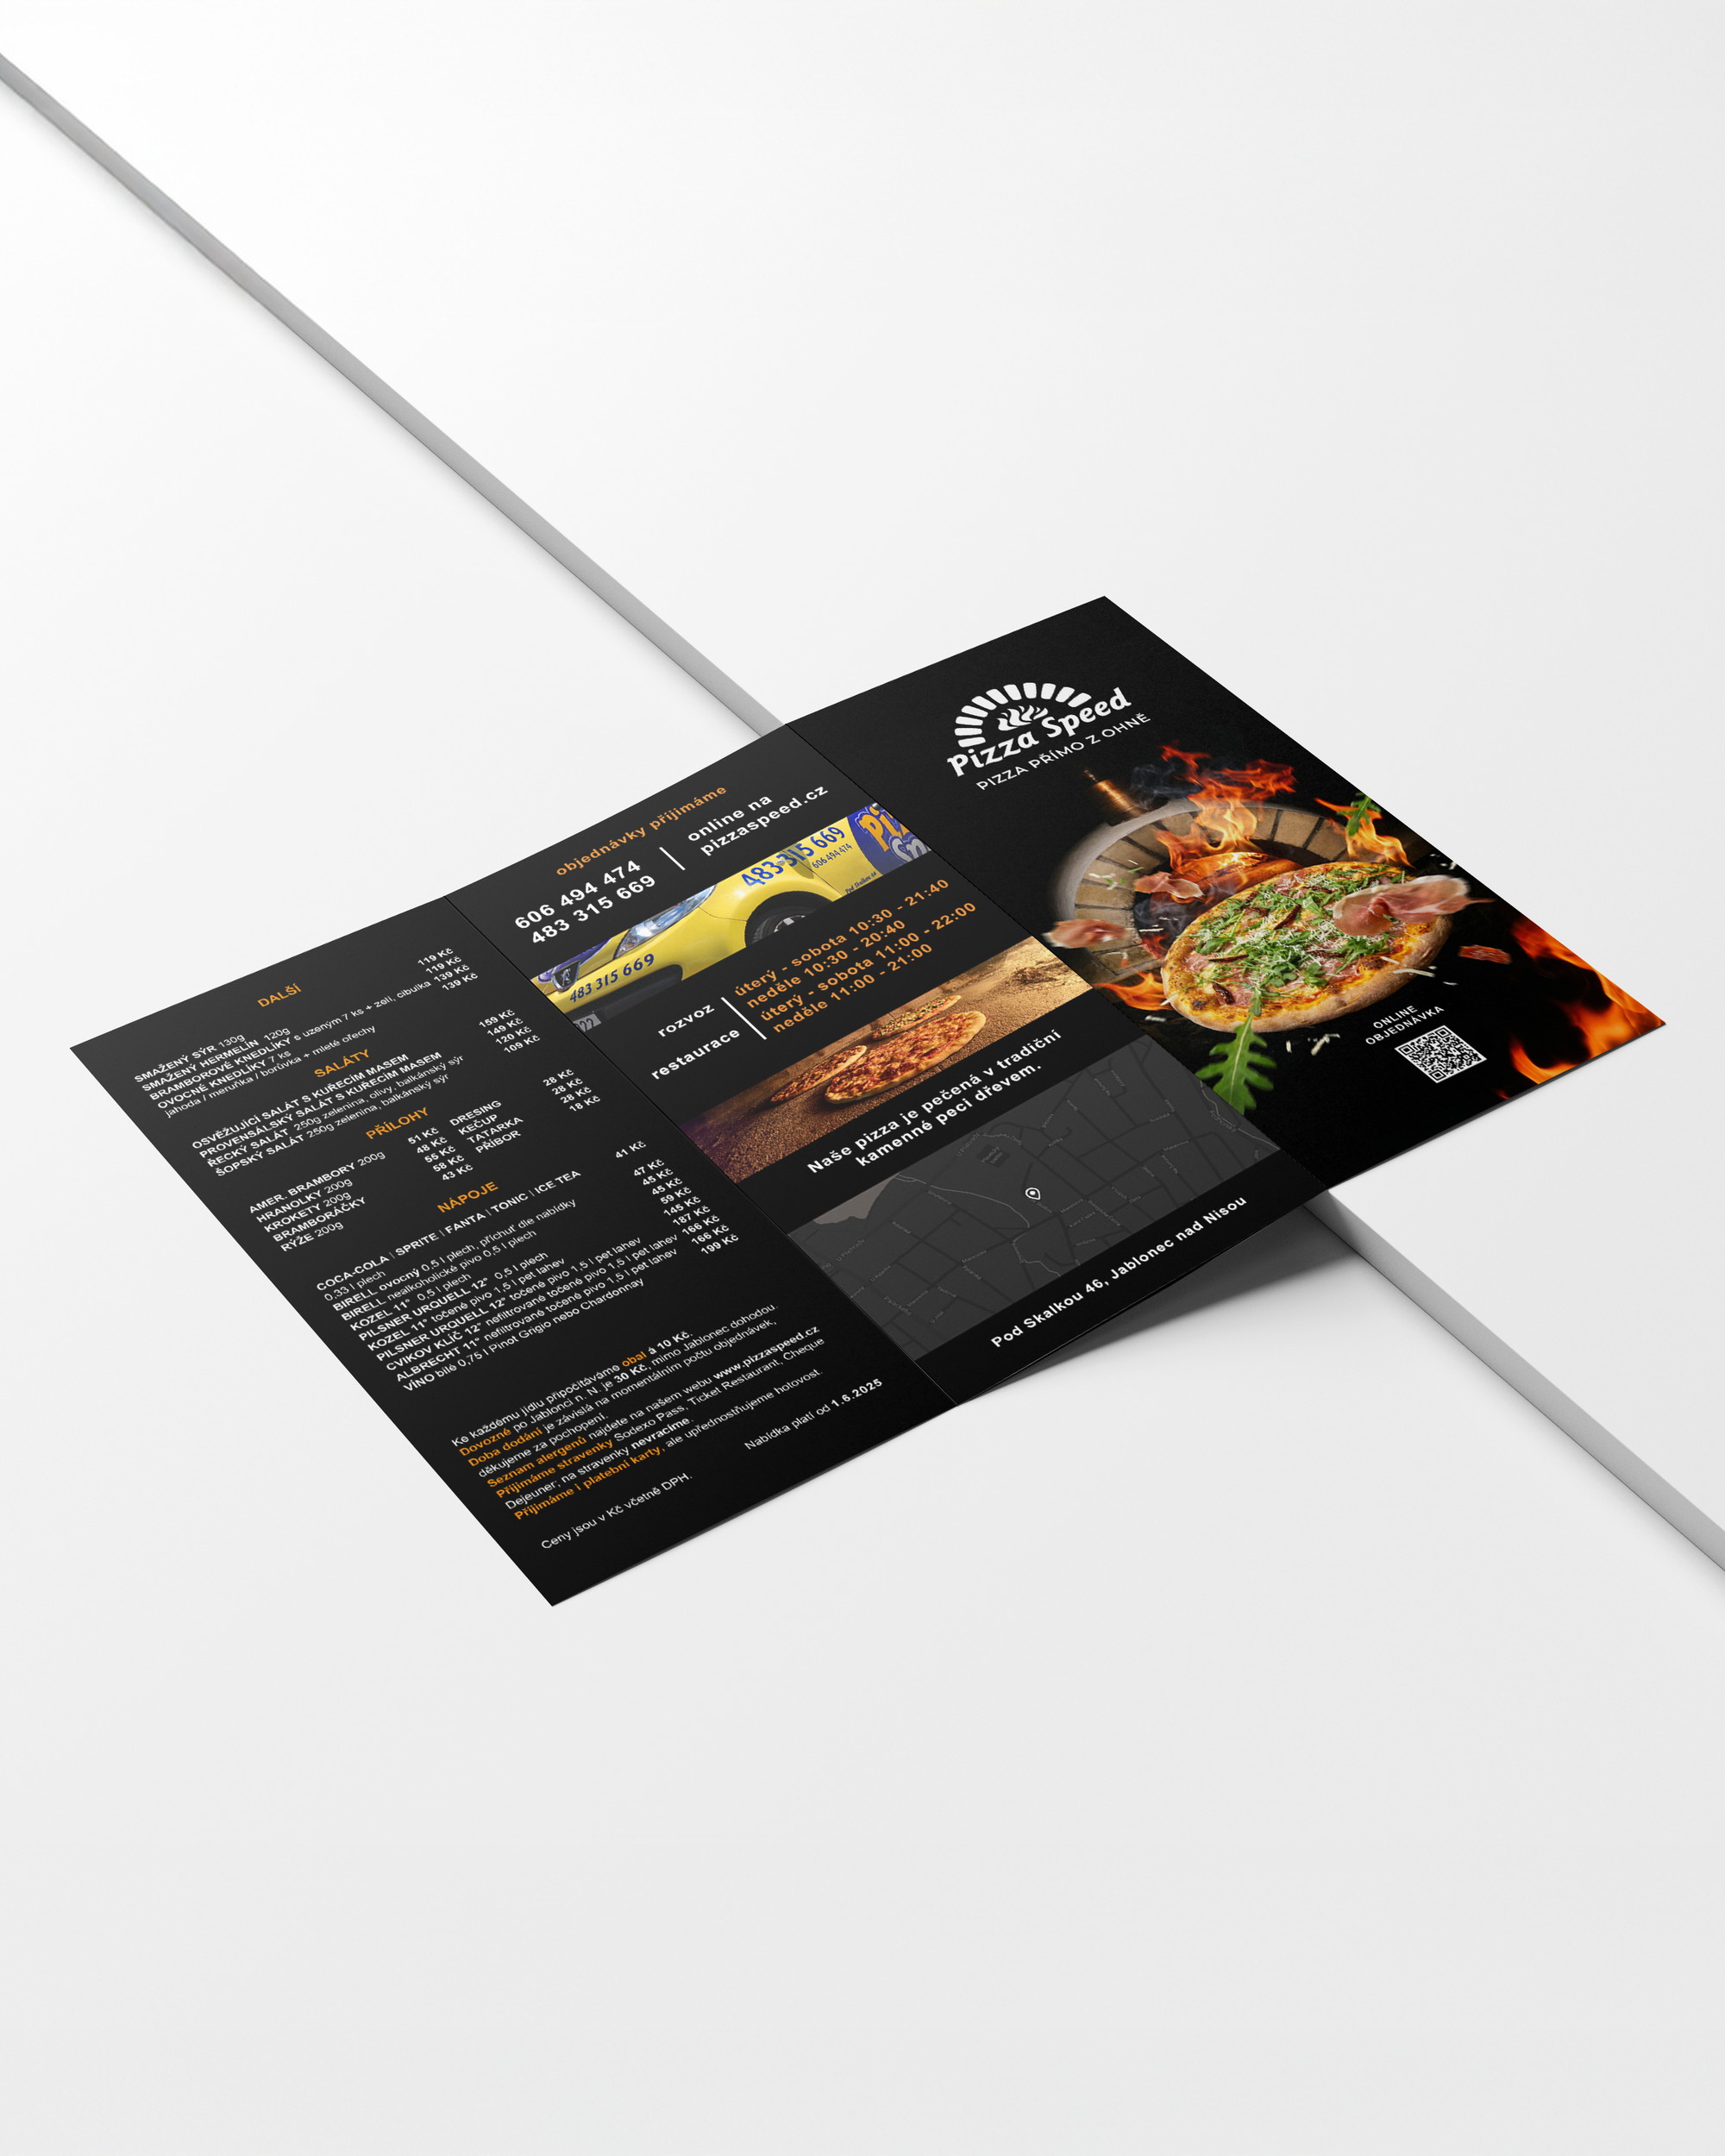 DALŠÍ
SMAŽENÝ SÝR 130g 119 Kč
SMAŽENÝ HERMELÍN 120g 119 Kč
BRAMBOROVÉ KNEDLÍKY s uzeným 7 ks + zelí, cibulka 139 Kč
OVOCNÉ KNEDLÍKY 7 ks 139 Kč
jahoda / meruňka / borůvka + mleté ořechy
SALÁTY
OSVĚŽUJÍCÍ SALÁT S KUŘECÍM MASEM 159 Kč
PROVENSÁLSKÝ SALÁT S KUŘECÍM MASEM 149 Kč
ŘECKÝ SALÁT 250g zelenina, olivy, balkánský sýr 120 Kč
ŠOPSKÝ SALÁT 250g zelenina, balkánský sýr 109 Kč
PŘÍLOHY
AMER. BRAMBORY 200g 51 Kč DRESING 28 Kč
HRANOLKY 200g 48 Kč KEČUP 28 Kč
KROKETY 200g 55 Kč TATARKA 28 Kč
BRAMBORÁČKY 58 Kč PŘÍBOR 18 Kč
RÝŽE 200g 43 Kč
NÁPOJE
COCA-COLA | SPRITE | FANTA | TONIC | ICE TEA 41 Kč
0,33 l plech
BIRELL ovocný 0,5 l plech, příchuť dle nabídky 47 Kč
BIRELL nealkoholické pivo 0,5 l plech 45 Kč
KOZEL 11° 0,5 l plech 45 Kč
PILSNER URQUELL 12° 0,5 l plech 59 Kč
KOZEL 11° točené pivo 1,5 l pet lahev 145 Kč
PILSNER URQUELL 12° točené pivo 1,5 l pet lahev 187 Kč
CVIKOV KLÍČ 12° nefiltrované točené pivo 1,5 l pet lahev 166 Kč
ALBRECHT 11° nefiltrované točené pivo 1,5 l pet lahev 166 Kč
VÍNO bílé 0,75 l Pinot Grigio nebo Chardonnay 199 Kč
Ke každému jídlu připočítáváme obal à 10 Kč.
Dovozné po Jablonci n. N. je 30 Kč, mimo Jablonec dohodou.
Doba dodání je závislá na momentálním počtu objednávek,
děkujeme za pochopení.
Seznam alergenů najdete na našem webu www.pizzaspeed.cz
Přijímáme stravenky Sodexo Pass, Ticket Restaurant, Cheque
Dejeuner; na stravenky nevracíme.
Přijímáme i platební karty, ale upřednostňujeme hotovost.
Ceny jsou v Kč včetně DPH.
Nabídka platí od 1.6.2025
objednávky přijímáme
606 494 474
483 315 669
online na
pizzaspeed.cz
483 315 669
483 315 669
606 494 474
rozvoz
úterý - sobota 10:30 - 21:40
neděle 10:30 - 20:40
restaurace
úterý - sobota 11:00 - 22:00
neděle 11:00 - 21:00
Naše pizza je pečená v tradiční
kamenné peci dřevem.
Pod Skalkou 46, Jablonec nad Nisou
Pizza Speed
PIZZA PŘÍMO Z OHNĚ
ONLINE
OBJEDNÁVKA